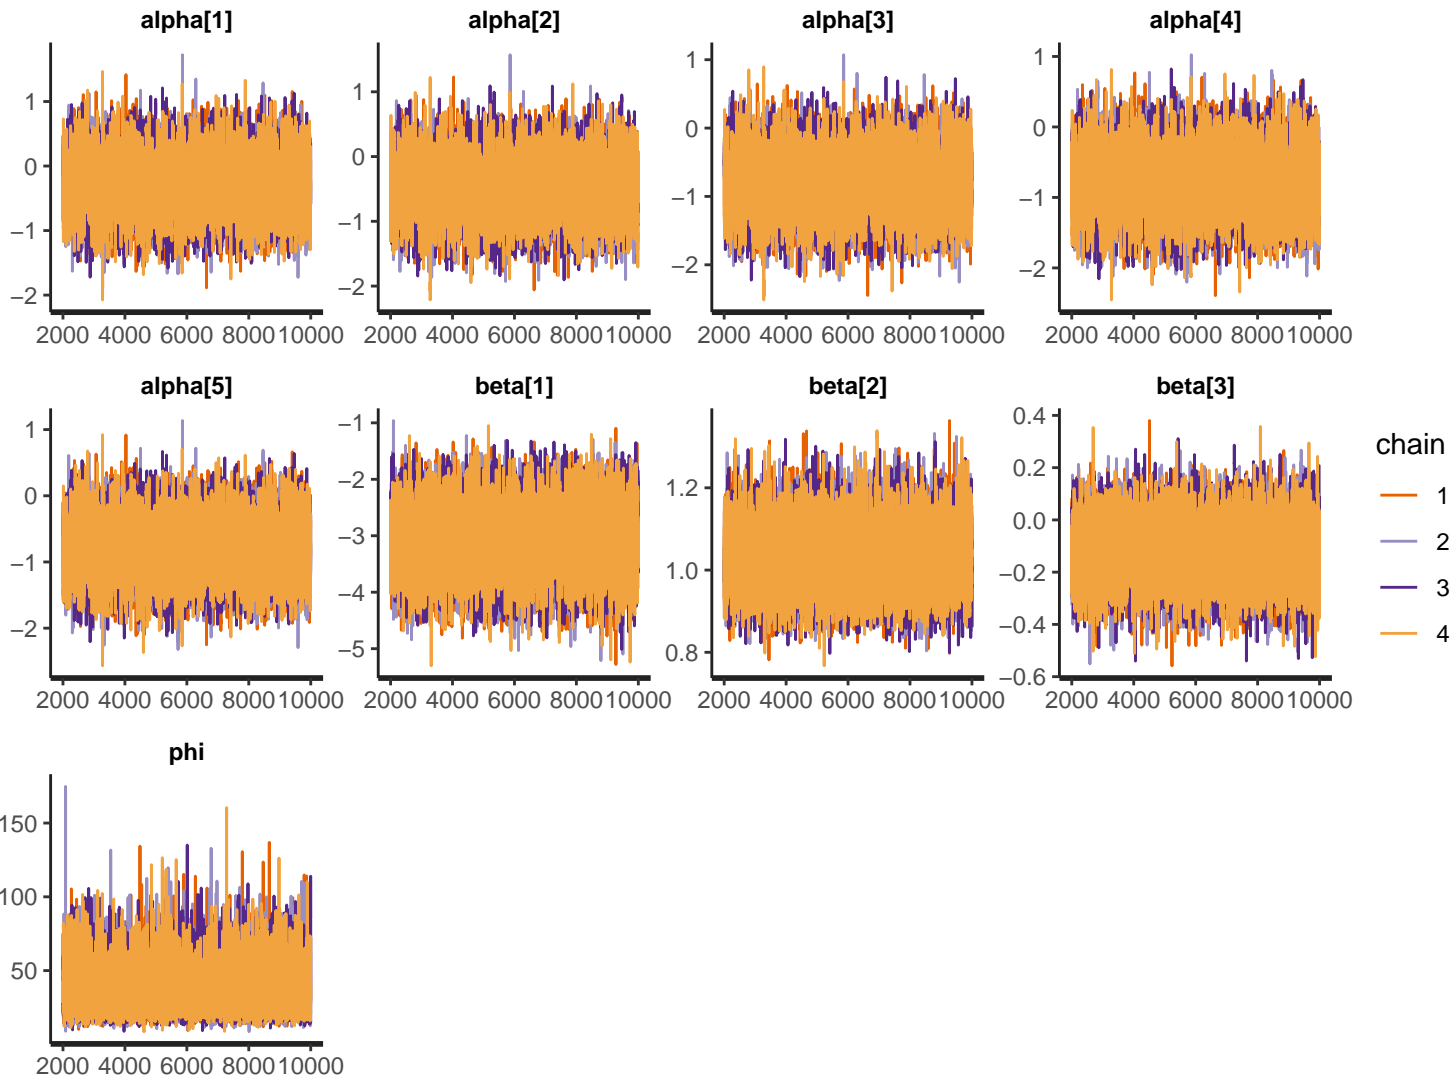 alpha[1] alpha[2] alpha[3] alpha[4]
1 1 1 1
0 0 0 0
−1 −1 −1 −1
−2 −2 −2 −2
2000 4000 6000 8000 10000 2000 4000 6000 8000 10000 2000 4000 6000 8000 10000 2000 4000 6000 8000 10000
alpha[5] beta[1] beta[2] beta[3]
1 −1 1.2 0.4
0 −2 1.0 0.2
−1 −3 0.8 0.0
−2 −4 −0.2
−5 −0.4
−0.6
2000 4000 6000 8000 10000 2000 4000 6000 8000 10000 2000 4000 6000 8000 10000 2000 4000 6000 8000 10000
chain
1
2
3
4
phi
150
100
50
2000 4000 6000 8000 10000